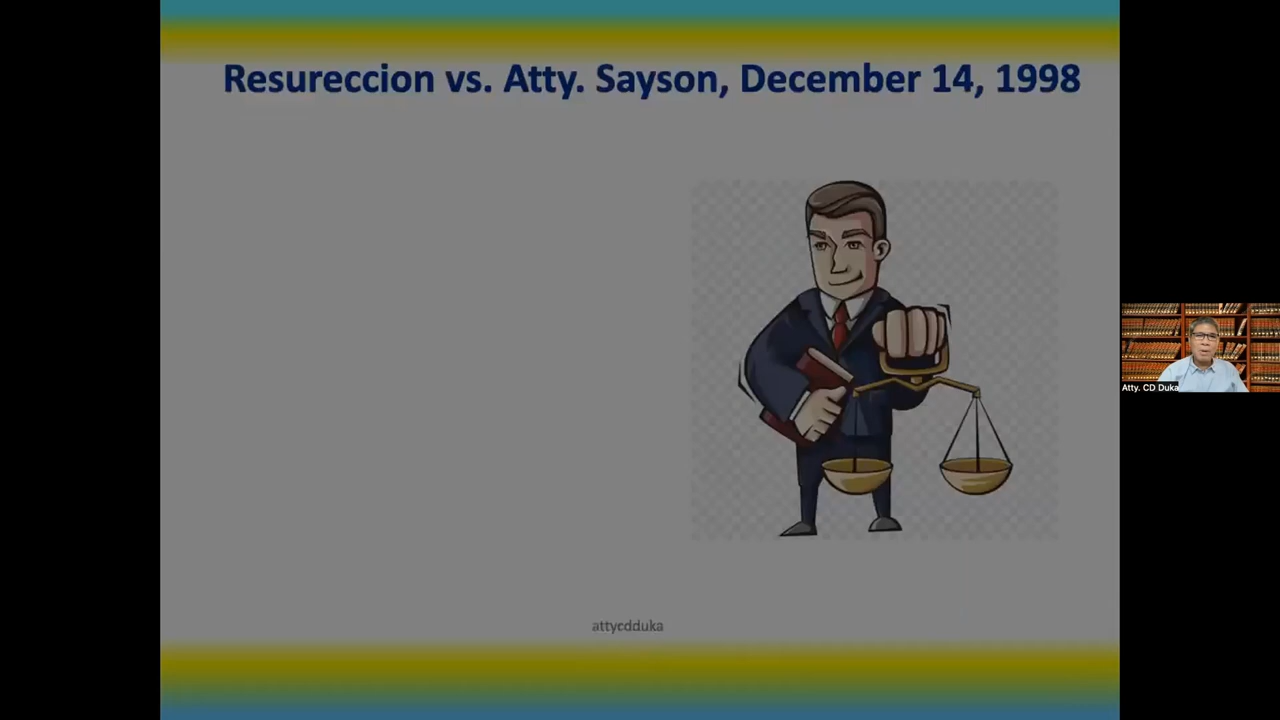 Resureccion vs. Atty. Sayson, December 14, 1998
Atty. CD Duka
attycdduka